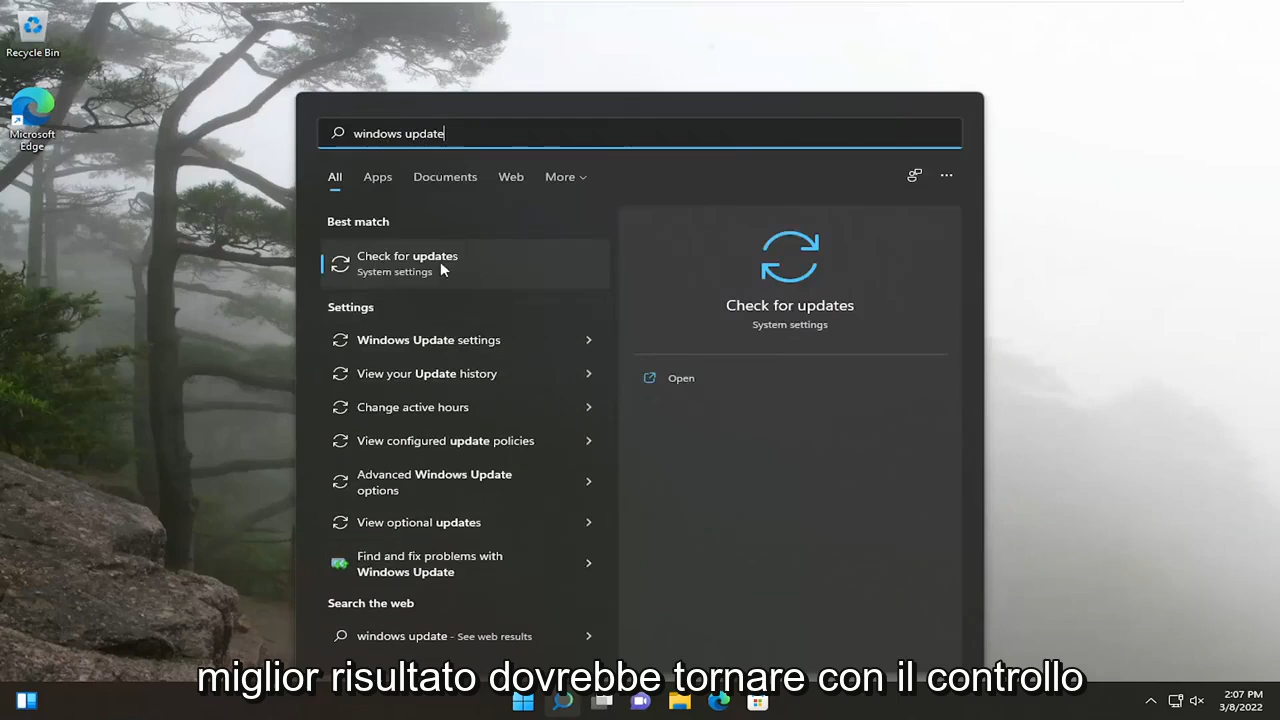 Recycle Bin
Microsoft
Edge
windows update
All Apps Documents Web More
Best match
Check for updates
System settings
Settings
Windows Update settings
View your Update history
Change active hours
View configured update policies
Advanced Windows Update
options
View optional updates
Find and fix problems with
Windows Update
Search the web
windows update - See web results
Check for updates
System settings
Open
miglior risultato dovrebbe tornare con il controllo
2:07 PM
3/8/2022